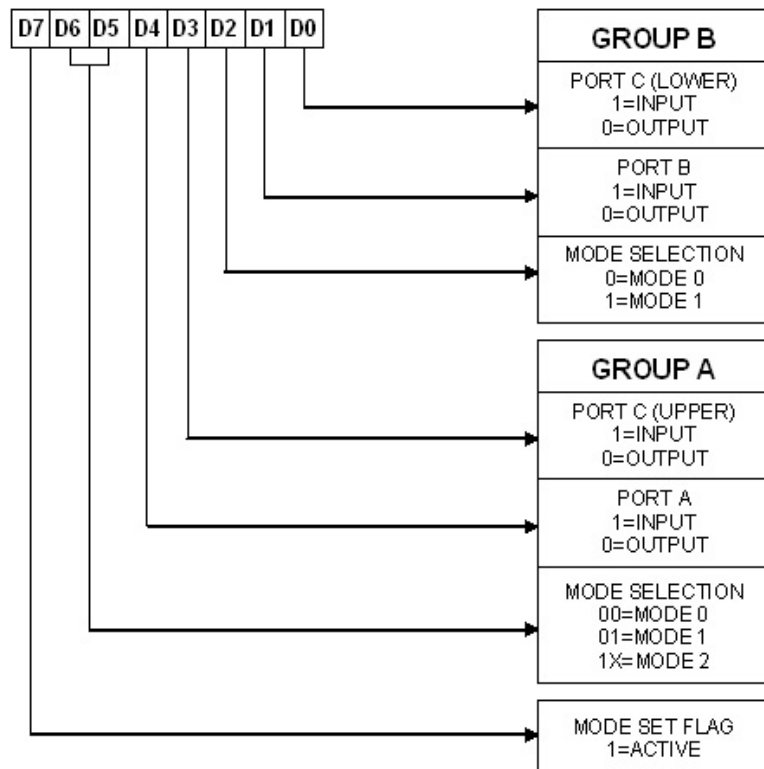 D7 D6 D5 D4 D3 D2 D1 D0
GROUP B
PORT C (LOWER)
1=INPUT
0=OUTPUT
PORT B
1=INPUT
0=OUTPUT
MODE SELECTION
0=MODE 0
1=MODE 1
GROUP A
PORT C (UPPER)
1=INPUT
0=OUTPUT
PORT A
1=INPUT
0=OUTPUT
MODE SELECTION
00=MODE 0
01=MODE 1
1X=MODE 2
MODE SET FLAG
1=ACTIVE